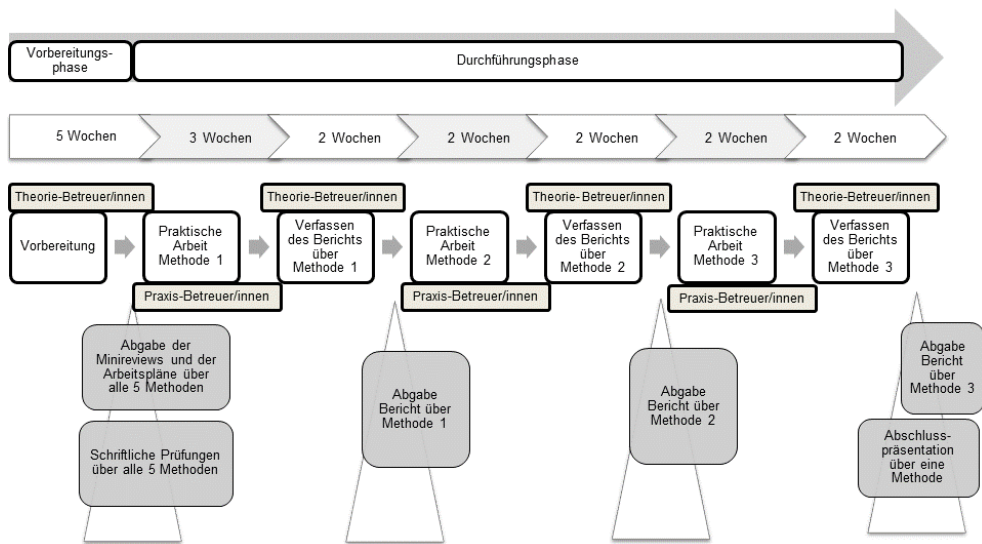 Vorbereitungs-
phase
Durchführungsphase
5 Wochen
3 Wochen
2 Wochen
2 Wochen
2 Wochen
2 Wochen
2 Wochen
Theorie-Betreuer/innen
Theorie-Betreuer/innen
Theorie- Betreuer/innen
Theorie-Betreuer/innen
Vorbereitung
Praktische
Arbeit
Methode 1
Verfassen
des Berichts
über
Methode 1
Praktische
Arbeit
Methode 2
Verfassen
des Berichts
über
Methode 2
Praktische
Arbeit
Methode 3
Verfassen
des Berichts
über
Methode 3
Praxis-Betreuer/innen
Praxis-Betreuer/innen
Praxis-Betreuer/innen
Abgabe der
Minireviews und der
Arbeitspläne über
alle 5 Methoden
Schriftliche Prüfungen
über alle 5 Methoden
Abgabe
Bericht über
Methode 1
Abgabe
Bericht über
Methode 2
Abgabe
Bericht
über
Methode 3
Abschluss-
präsentation
über eine
Methode